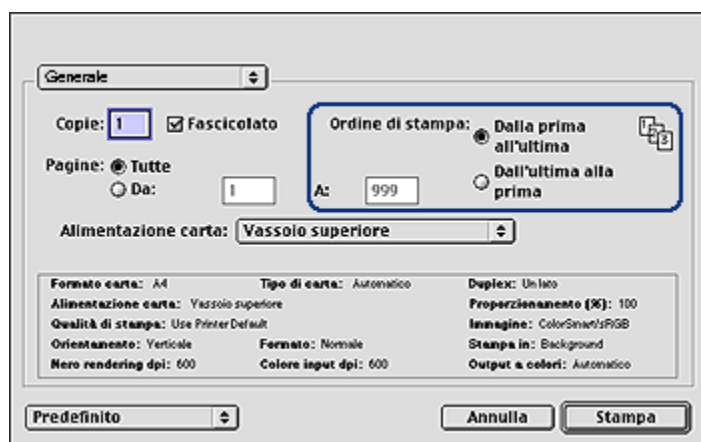 Generale
Copie: 1 Fascicolato Ordine di stampa: Dalla prima
all'ultima
Pagine: Tutte
Da: 1 A: 999 Dall'ultima alla
prima
Alimentazione carta: Vassoio superiore
Formato carta: A4 Tipo di carta: Automatico Duplex: Un lato
Alimentazione carta: Vassoio superiore Proporzionamento (%): 100
Qualità di stampa: Use Printer Default Immagine: ColorSmart/sRGB
Orientamento: Verticale Formato: Normale Stampa in: Background
Nero rendering dpi: 600 Colore input dpi: 600 Output a colori: Automatico
Predefinito Annulla Stampa